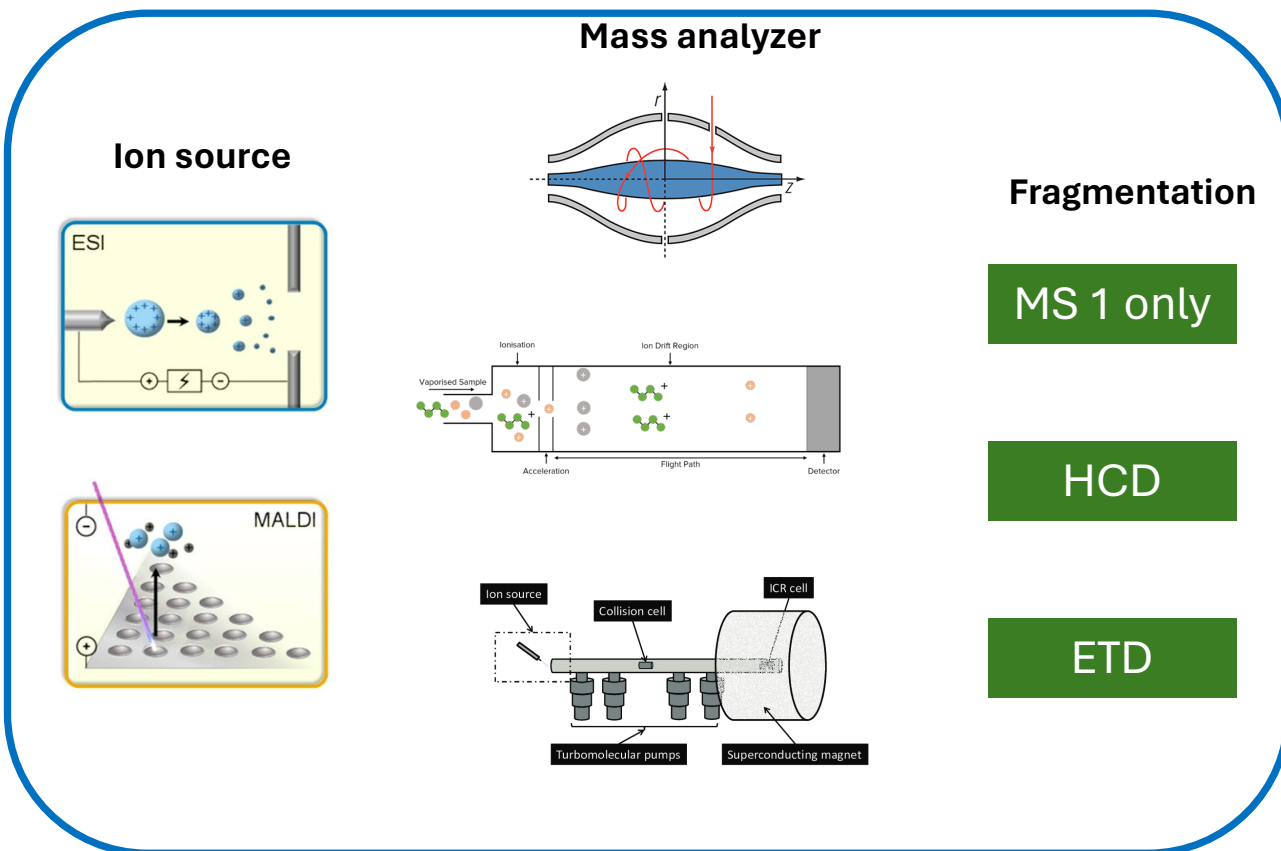 Mass analyzer
Ion source
Fragmentation
r
z
ESI
MS 1 only
Ionisation
Ion Drift Region
Vaporised Sample
Acceleration
Flight Path
Detector
HCD
MALDI
Ion source
Collision cell
ICR cell
ETD
Turbomolecular pumps
Superconducting magnet